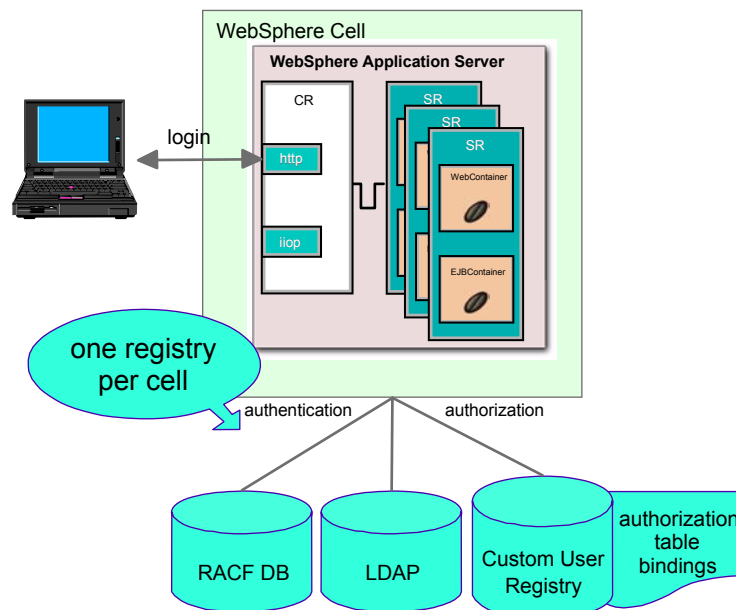 WebSphere Cell
WebSphere Application Server
CR
SR
SR
SR
login
http
WebContainer
iiop
EJBContainer
one registry
per cell
authentication
authorization
RACF DB
LDAP
Custom User
Registry
authorization
table
bindings